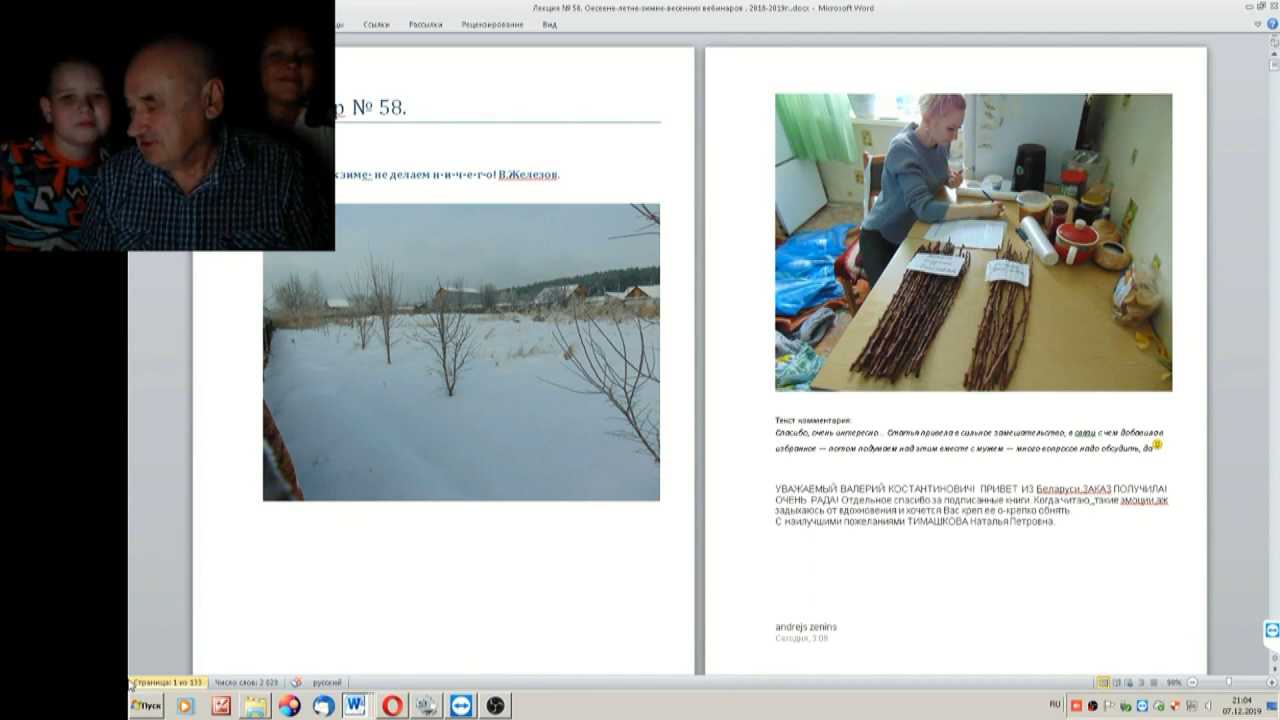 Лекция № 58. Оесеене-летне-зимне-весенних вебинаров . 2018-2019г..docx - Microsoft Word
Ссылки Рассылки Рецензирование Вид
р № 58.
к зиме- не делаем н-и-ч-е-г-о! В.Железов.
Текст комментария:
Спасибо, очень интересно... Статья привела в сильное замешательство, в связи с чем добавила в
избранное — потом подумаем над этим вместе с мужем — много вопросов надо обсудить, да
УВАЖАЕМЫЙ ВАЛЕРИЙ КОСТАНТИНОВИЧ! ПРИВЕТ ИЗ Беларуси,ЗАКАЗ ПОЛУЧИЛА!
ОЧЕНЬ РАДА! Отдельное спасибо за подписанные книги. Когда читаю,,такие эмоции,аж
задыхаюсь от вдохновения и хочется Вас креп ее о-крепко обнять.
С наилучшими пожеланиями ТИМАШКОВА Наталья Петровна.
andrejs zenins
Сегодня, 3:09
Страница: 1 из 133 Число слов: 2 029 русский 90%
Пуск RU 21:04
07.12.2019